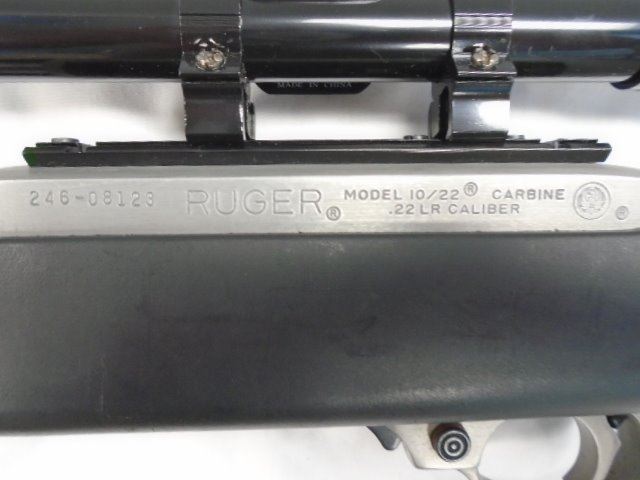 MADE IN CHINA
246-08123
RUGER®
MODEL 10/22® CARBINE
.22 LR CALIBER
®